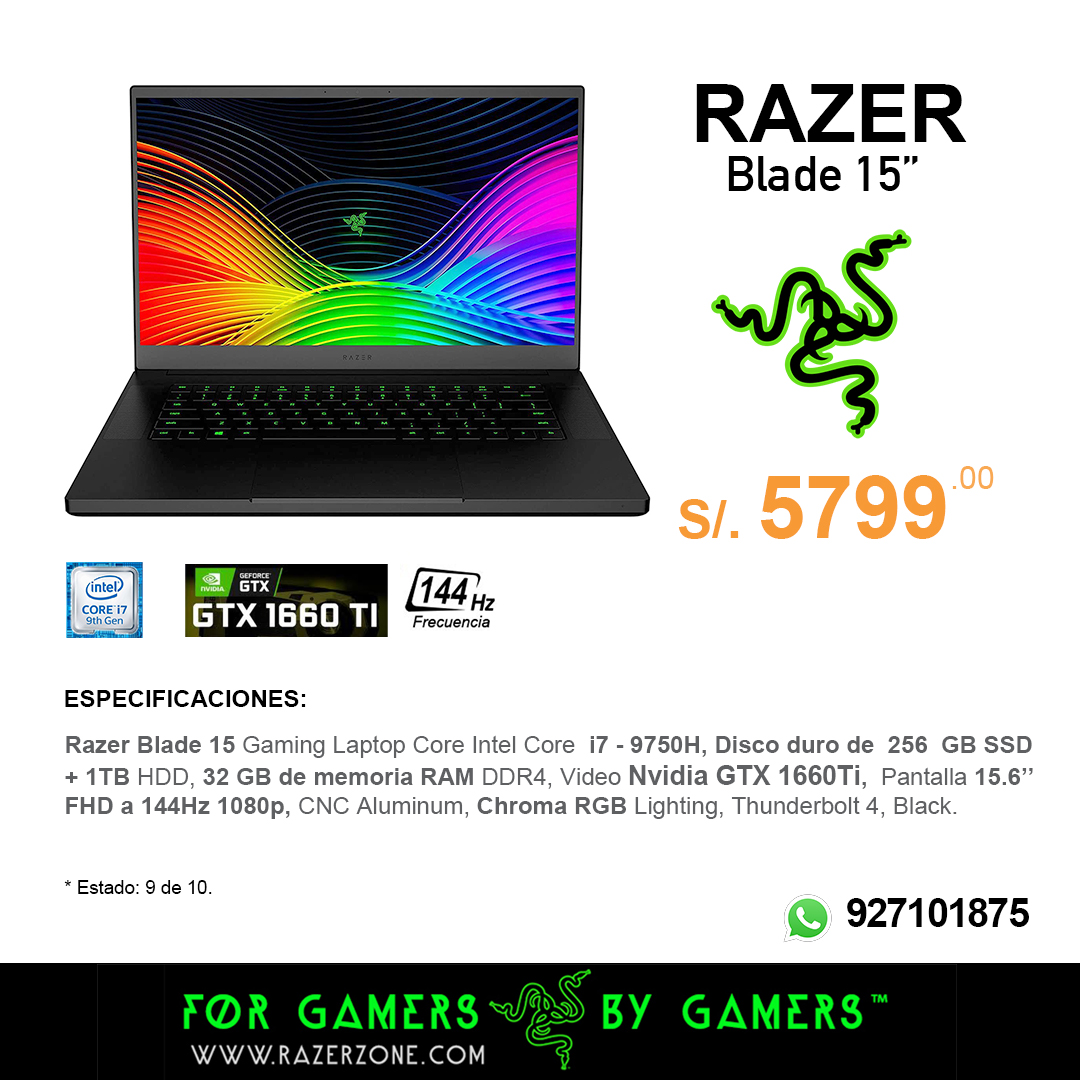 RAZER
Blade 15”
RAZER
S/. 5799.00
intel
CORE i7
9th Gen
NVIDIA
GEFORCE
GTX
GTX 1660 TI
144 Hz
Frecuencia
ESPECIFICACIONES:
Razer Blade 15 Gaming Laptop Core Intel Core i7 - 9750H, Disco duro de 256 GB SSD
+ 1TB HDD, 32 GB de memoria RAM DDR4, Video Nvidia GTX 1660Ti, Pantalla 15.6’’
FHD a 144Hz 1080p, CNC Aluminum, Chroma RGB Lighting, Thunderbolt 4, Black.
* Estado: 9 de 10.
927101875
FOR GAMERS BY GAMERS™
WWW.RAZERZONE.COM